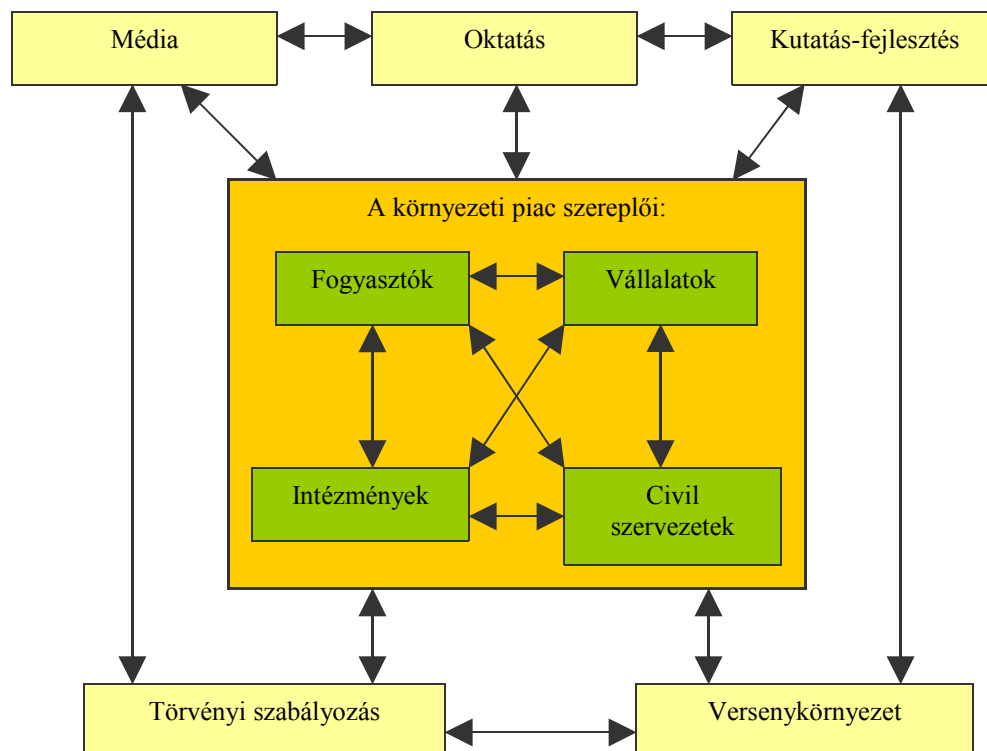 Média
Oktatás
Kutatás-fejlesztés
A környezeti piac szereplői:
Fogyasztók
Vállalatok
Intézmények
Civil
szervezetek
Törvényi szabályozás
Versenykörnyezet